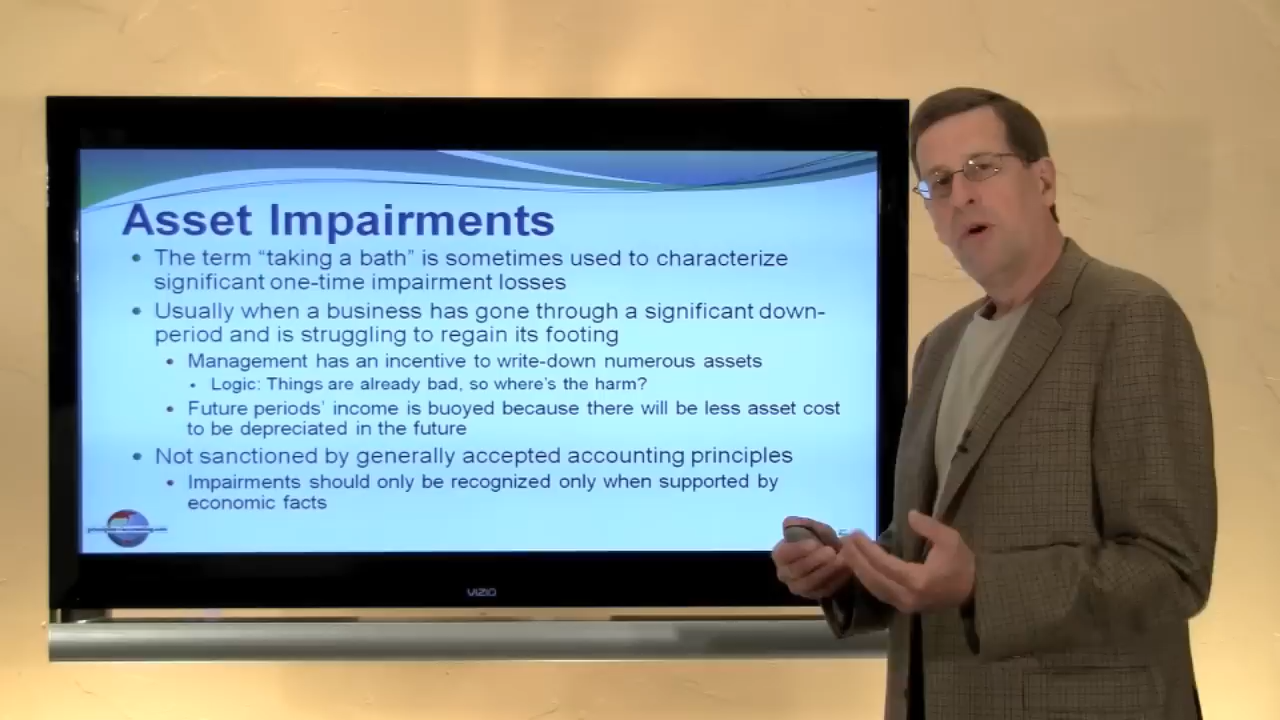 Asset Impairments
• The term “taking a bath” is sometimes used to characterize
significant one-time impairment losses
• Usually when a business has gone through a significant down-
period and is struggling to regain its footing
• Management has an incentive to write-down numerous assets
• Logic: Things are already bad, so where’s the harm?
• Future periods’ income is buoyed because there will be less asset cost
to be depreciated in the future
• Not sanctioned by generally accepted accounting principles
• Impairments should only be recognized only when supported by
economic facts
VIZIO